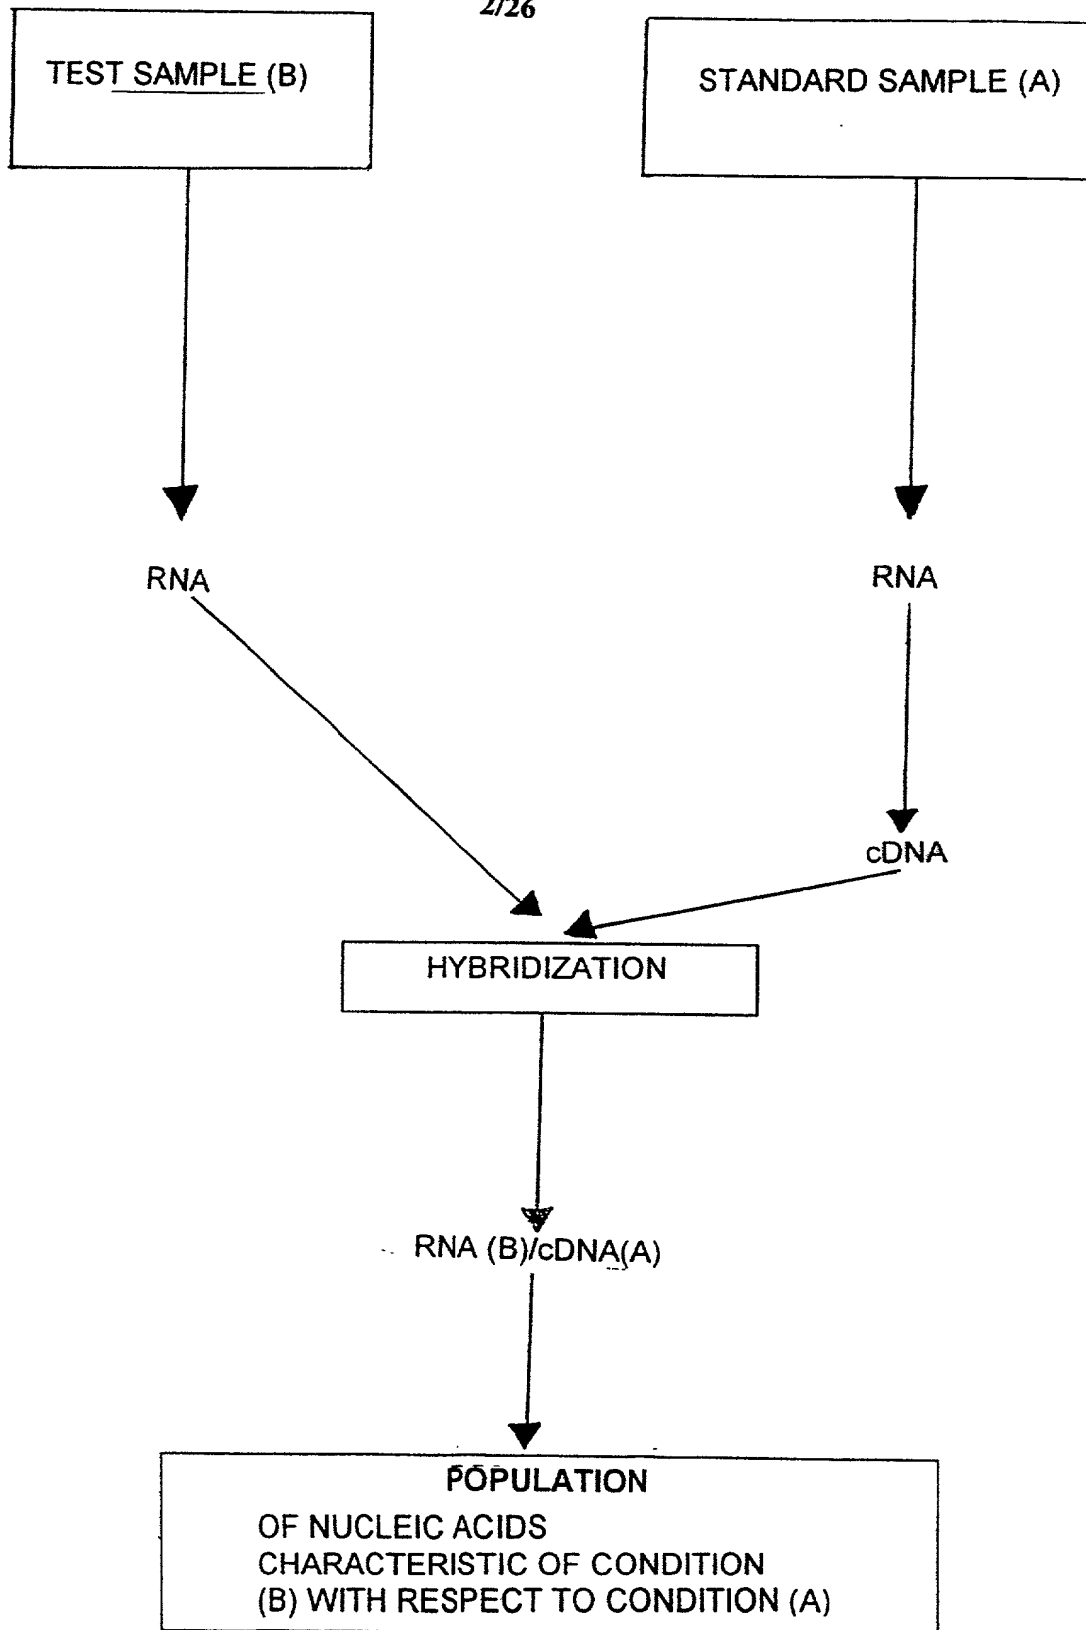 2/26
TEST SAMPLE (B)
STANDARD SAMPLE (A)
RNA
RNA
cDNA
HYBRIDIZATION
RNA (B)/cDNA(A)
POPULATION
OF NUCLEIC ACIDS
CHARACTERISTIC OF CONDITION
(B) WITH RESPECT TO CONDITION (A)